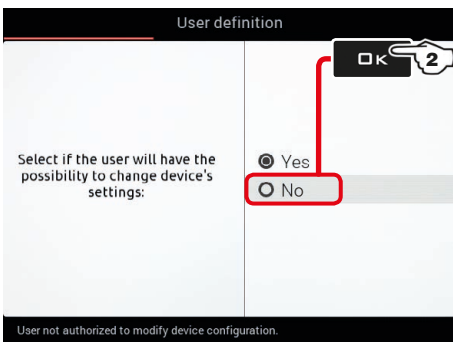 User definition
OK
2
Select if the user will have the
possibility to change device's
settings:
Yes
No
User not authorized to modify device configuration.